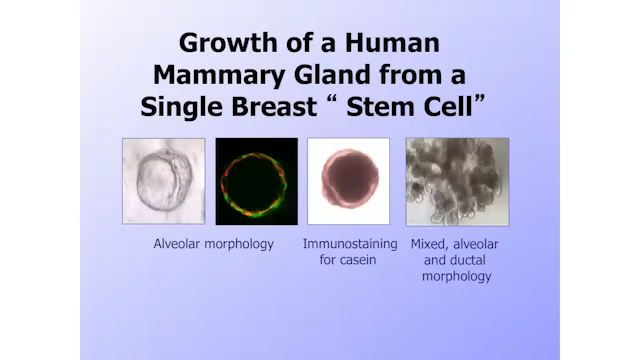 Growth of a Human
Mammary Gland from a
Single Breast “ Stem Cell”
Alveolar morphology
Immunostaining
for casein
Mixed, alveolar
and ductal
morphology